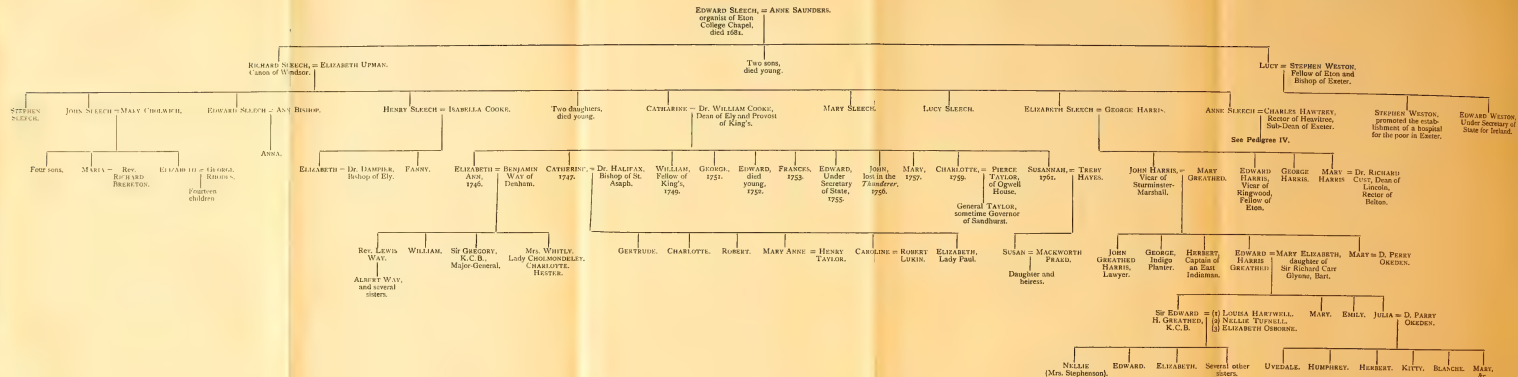 EDWARD SLEECH, = ANNE SAUNDERS.
organist of Eton
College Chapel,
died 1681.
RICHARD SLEECH, = ELIZABETH UPMAN.
Canon of Windsor.
Two sons,
died young.
LUCY = STEPHEN WESTON,
Fellow of Eton and
Bishop of Exeter.
STEPHEN
SLEECH.
JOHN SLEECH = MARY CHOLWICH.
EDWARD SLEECH = ANN BISHOP.
HENRY SLEECH = ISABELLA COOKE.
Two daughters,
died young.
CATHARINE = Dr. WILLIAM COOKE,
Dean of Ely and Provost
of King's.
MARY SLEECH.
LUCY SLEECH.
ELIZABETH SLEECH = GEORGE HARRIS.
ANNE SLEECH = CHARLES HAWTREY,
Rector of Heavitree,
Sub-Dean of Exeter.
See Pedigree IV.
STEPHEN WESTON,
promoted the estab-
lishment of a hospital
for the poor in Exeter.
EDWARD WESTON,
Under Secretary of
State for Ireland.
Four sons,
MARIA = Rev.
RICHARD
BRERETON.
ELIZABETH = GEORGE
RHODES.
Fourteen
children
ANNA.
ELIZABETH = Dr. DAMPIER,
Bishop of Ely.
FANNY.
ELIZABETH = BENJAMIN
ANN, WAY of
1746. Denham.
CATHERINE, = Dr. HALIFAX,
1747. Bishop of St.
Asaph.
WILLIAM,
Fellow of
King's,
1749.
GEORGE,
1751.
EDWARD,
died
young,
1752.
FRANCES,
1753.
EDWARD,
Under
Secretary
of State,
1755.
JOHN,
lost in the
Thunderer,
1756.
MARY,
1757.
CHARLOTTE, = PIERCE
1759. TAYLOR,
of Ogwell
House.
General TAYLOR,
sometime Governor
of Sandhurst.
SUSANNAH, = TREBY
1761. HAYES.
JOHN HARRIS, = MARY
Vicar of GREATHED.
Sturminster-
Marshall.
EDWARD
HARRIS,
Vicar of
Ringwood,
Fellow of
Eton.
GEORGE
HARRIS.
MARY = Dr. RICHARD
HARRIS CUST, Dean of
Lincoln,
Rector of
Belton.
Rev. LEWIS
WAY.
ALBERT WAY,
and several
sisters.
WILLIAM.
Sir GREGORY,
K.C.B.,
Major-General.
Mrs. WHITLY.
Lady CHOLMONDELEY.
CHARLOTTE.
HESTER.
GERTRUDE.
CHARLOTTE.
ROBERT.
MARY ANNE = HENRY
TAYLOR.
CAROLINE = ROBERT
LUKIN.
ELIZABETH,
Lady Paul.
SUSAN = MACKWORTH
PRAED.
Daughter and
heiress.
JOHN
GREATHED
HARRIS,
Lawyer.
GEORGE,
Indigo
Planter.
HERBERT,
Captain of
an East
Indiaman.
EDWARD = MARY ELIZABETH,
HARRIS daughter of
GREATHED Sir Richard Carr
Glynne, Bart.
MARY = D. PERRY
OKEDEN.
Sir EDWARD = (1) LOUISA HARTWELL.
H. GREATHED, (2) NELLIE TUFNELL.
K.C.B. (3) ELIZABETH OSBORNE.
MARY.
EMILY.
JULIA = D. PARRY
OKEDEN.
NELLIE
(Mrs. Stephenson).
EDWARD.
ELIZABETH.
Several other
sisters.
UVEDALE.
HUMPHREY.
HERBERT.
KITTY.
BLANCHE.
MARY,
&c.